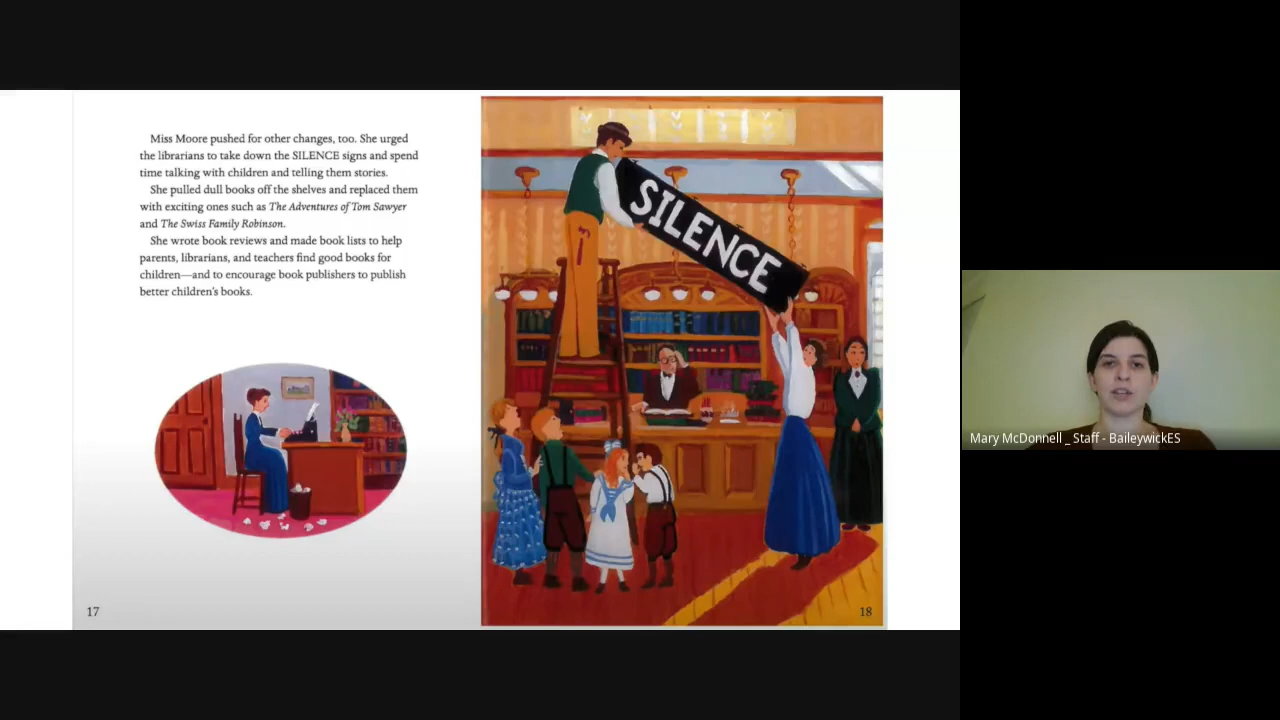 Miss Moore pushed for other changes, too. She urged
the librarians to take down the SILENCE signs and spend
time talking with children and telling them stories.
She pulled dull books off the shelves and replaced them
with exciting ones such as The Adventures of Tom Sawyer
and The Swiss Family Robinson.
She wrote book reviews and made book lists to help
parents, librarians, and teachers find good books for
children—and to encourage book publishers to publish
better children's books.
17
SILENCE
18
Mary McDonnell _ Staff - BaileywickES